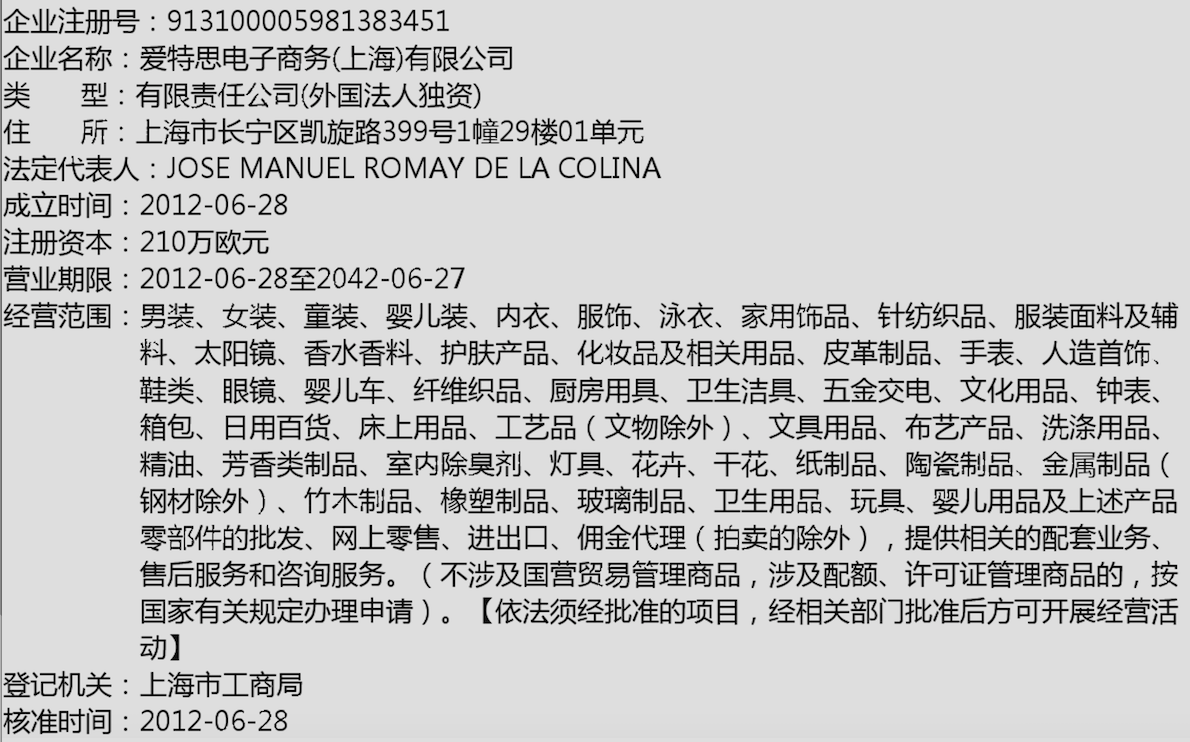 企业注册号：913100005981383451
企业名称：爱特思电子商务(上海)有限公司
类　　型：有限责任公司(外国法人独资)
住　　所：上海市长宁区凯旋路399号1幢29楼01单元
法定代表人：JOSE MANUEL ROMAY DE LA COLINA
成立时间：2012-06-28
注册资本：210万欧元
营业期限：2012-06-28至2042-06-27
经营范围：男装、女装、童装、婴儿装、内衣、服饰、泳衣、家用饰品、针纺织品、服装面料及辅
料、太阳镜、香水香料、护肤产品、化妆品及相关用品、皮革制品、手表、人造首饰、
鞋类、眼镜、婴儿车、纤维织品、厨房用具、卫生洁具、五金交电、文化用品、钟表、
箱包、日用百货、床上用品、工艺品（文物除外）、文具用品、布艺产品、洗涤用品、
精油、芳香类制品、室内除臭剂、灯具、花卉、干花、纸制品、陶瓷制品、金属制品（
钢材除外）、竹木制品、橡塑制品、玻璃制品、卫生用品、玩具、婴儿用品及上述产品
零部件的批发、网上零售、进出口、佣金代理（拍卖的除外），提供相关的配套业务、
售后服务和咨询服务。（不涉及国营贸易管理商品，涉及配额、许可证管理商品的，按
国家有关规定办理申请）。【依法须经批准的项目，经相关部门批准后方可开展经营活
动】
登记机关：上海市工商局
核准时间：2012-06-28